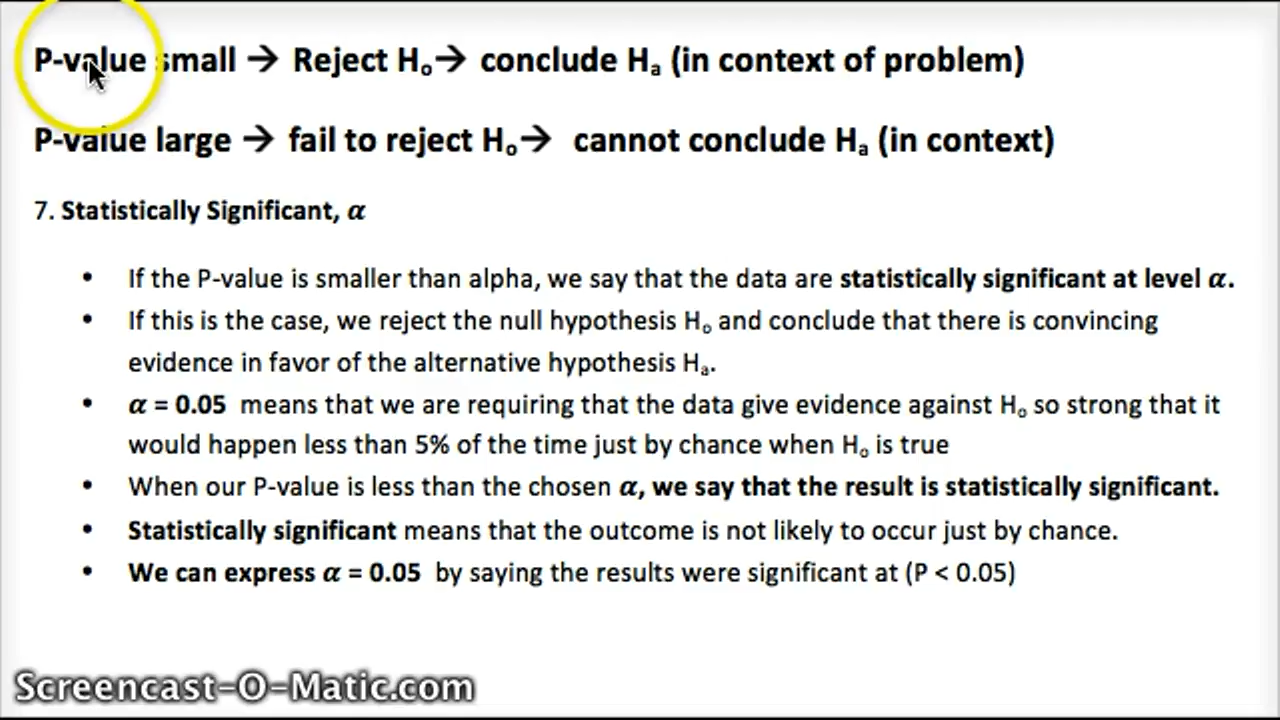 P-value small → Reject Hₒ→ conclude Hₐ (in context of problem)
P-value large → fail to reject Hₒ→ cannot conclude Hₐ (in context)
7. Statistically Significant, α
• If the P-value is smaller than alpha, we say that the data are statistically significant at level α.
• If this is the case, we reject the null hypothesis Hₒ and conclude that there is convincing
evidence in favor of the alternative hypothesis Hₐ.
• α = 0.05 means that we are requiring that the data give evidence against Hₒ so strong that it
would happen less than 5% of the time just by chance when Hₒ is true
• When our P-value is less than the chosen α, we say that the result is statistically significant.
• Statistically significant means that the outcome is not likely to occur just by chance.
• We can express α = 0.05 by saying the results were significant at (P < 0.05)
Screencast-O-Matic.com